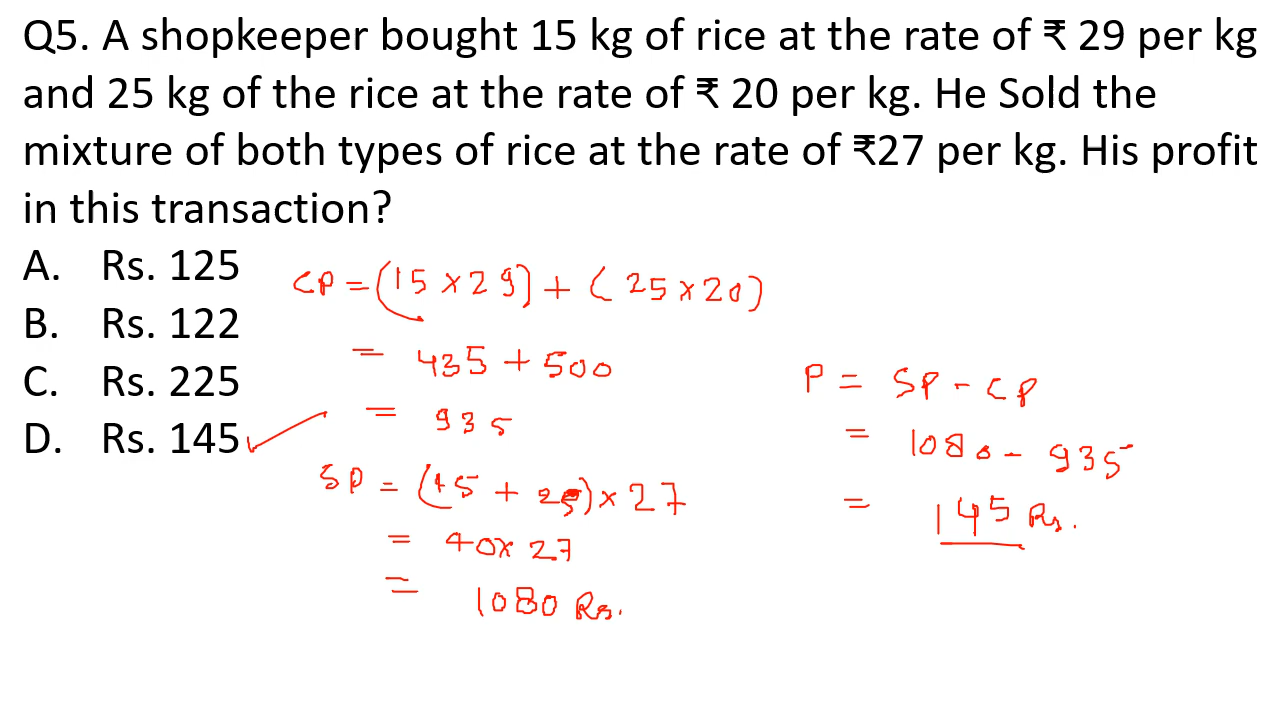 Q5. A shopkeeper bought 15 kg of rice at the rate of ₹ 29 per kg
and 25 kg of the rice at the rate of ₹ 20 per kg. He Sold the
mixture of both types of rice at the rate of ₹27 per kg. His profit
in this transaction?
A. Rs. 125
B. Rs. 122
C. Rs. 225
D. Rs. 145
CP = (15 × 29) + (25 × 20)
= 435 + 500
= 935
SP = (15 + 25) × 27
= 40 × 27
= 1080 Rs.
P = SP - CP
= 1080 - 935
= 145 Rs.